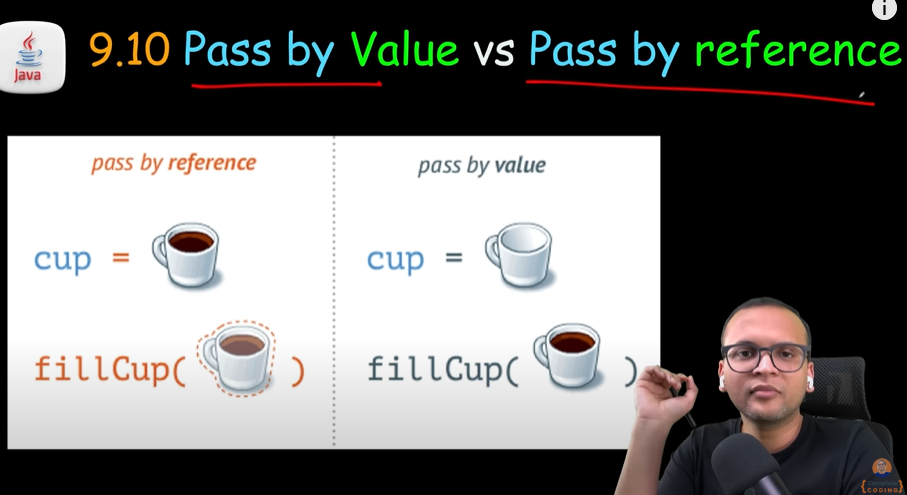 i
Java
9.10 Pass by Value vs Pass by reference
pass by reference
cup =
fillCup( )
pass by value
cup =
fillCup( )
CODING